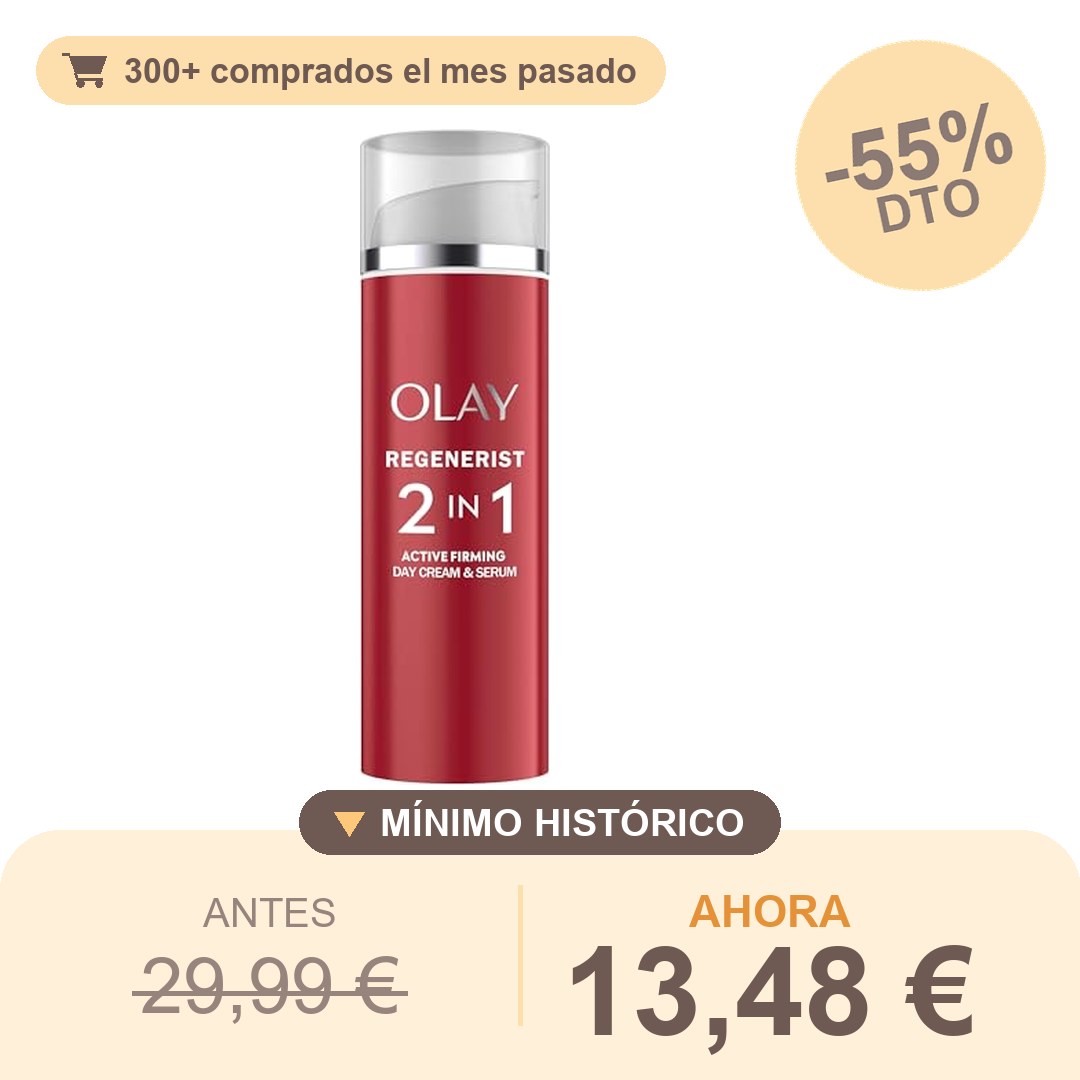 300+ comprados el mes pasado
-55%
DTO
OLAY
REGENERIST
2 IN 1
ACTIVE FIRMING
DAY CREAM & SERUM
MÍNIMO HISTÓRICO
ANTES
29,99 €
AHORA
13,48 €